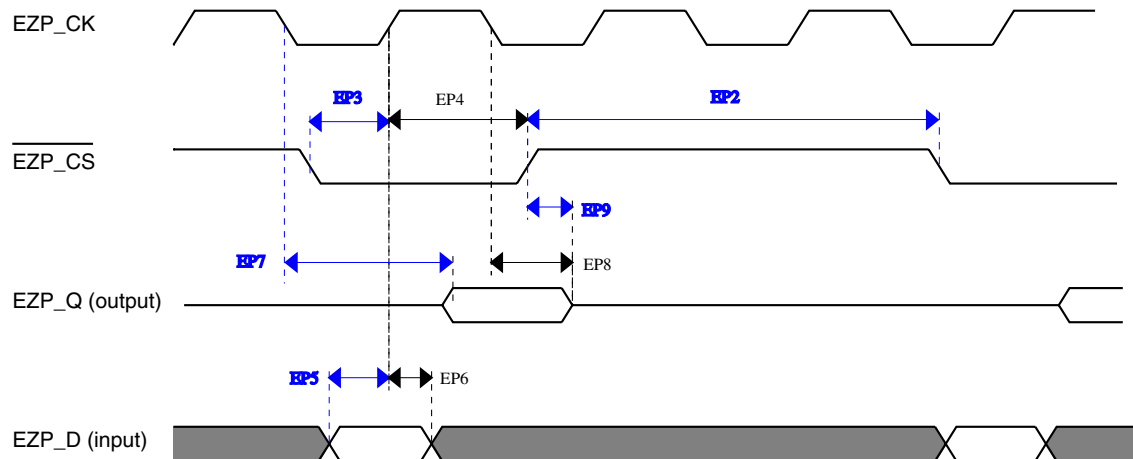 EZP_CK
EP3
EP4
EP2
EZP_CS
EP9
EP7
EP8
EZP_Q (output)
EP5
EP6
EZP_D (input)